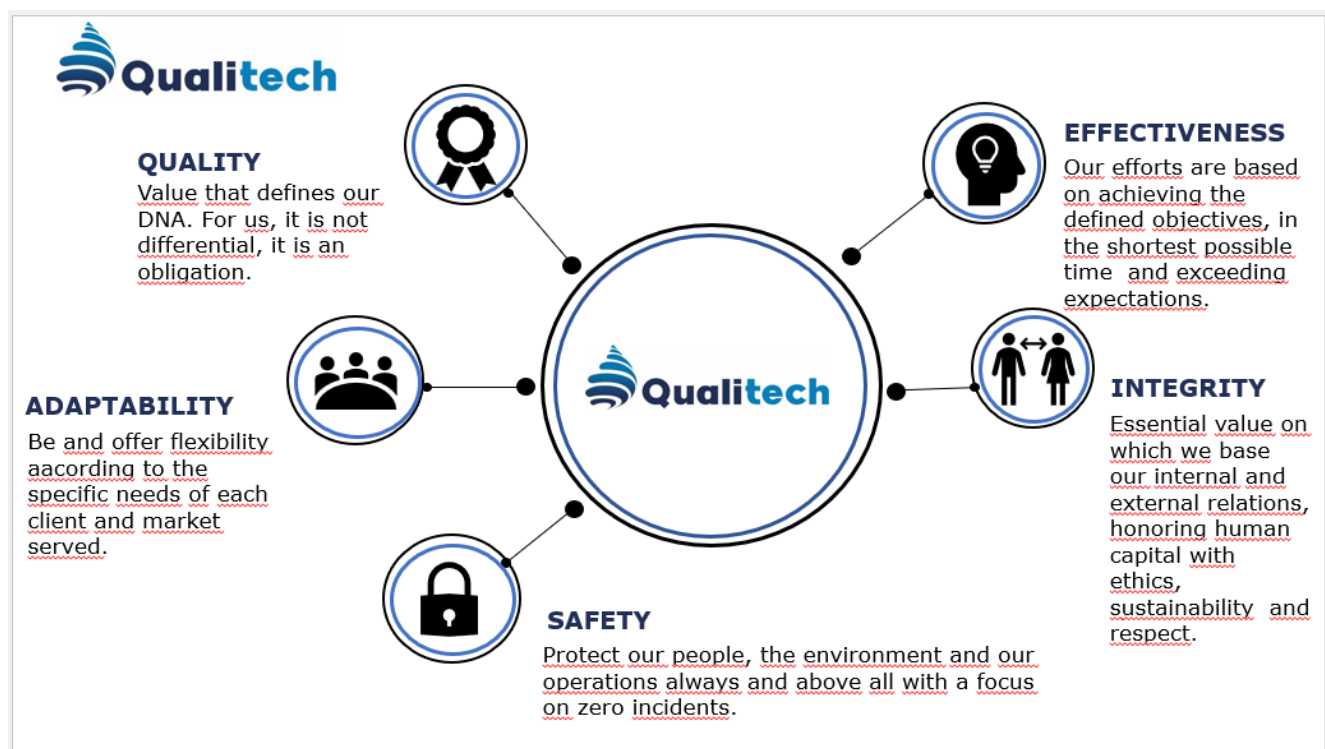 Qualitech
QUALITY
Value that defines our
DNA. For us, it is not
differential, it is an
obligation.
ADAPTABILITY
Be and offer flexibility
aacording to the
specific needs of each
client and market
served.
SAFETY
Protect our people, the environment and our
operations always and above all with a focus
on zero incidents.
Qualitech
EFFECTIVENESS
Our efforts are based
on achieving the
defined objectives, in
the shortest possible
time  and exceeding
expectations.
INTEGRITY
Essential value on
which we base
our internal and
external relations,
honoring human
capital with
ethics,
sustainability  and
respect.